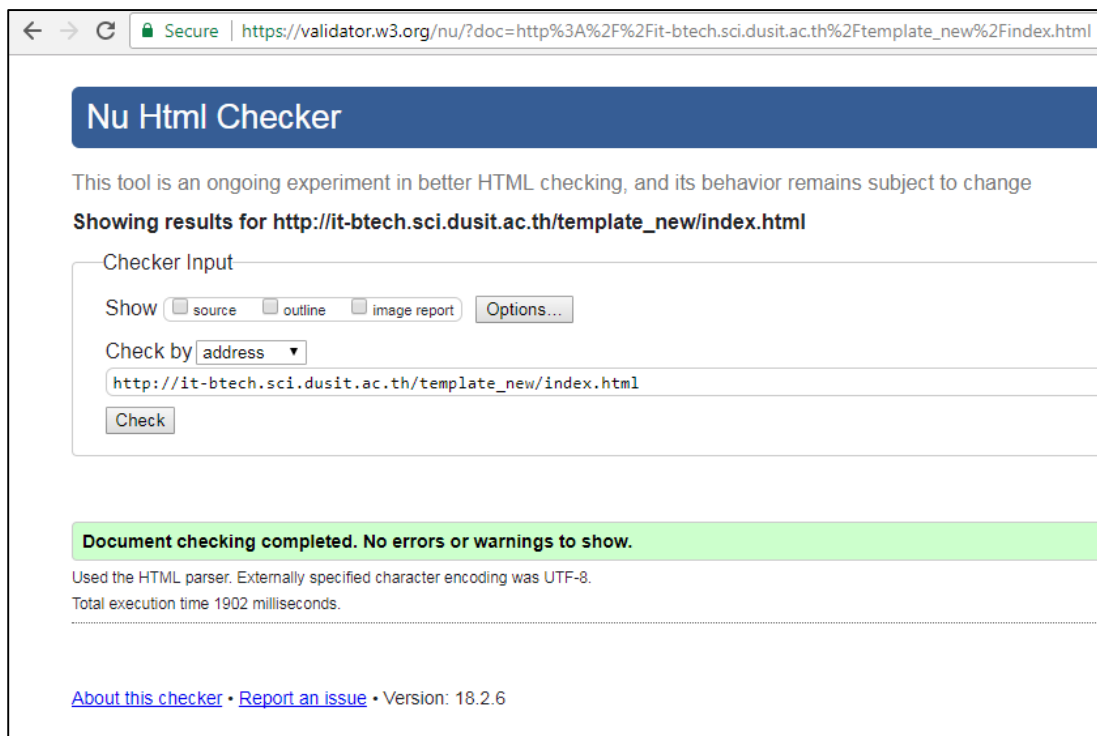 Secure | https://validator.w3.org/nu/?doc=http%3A%2F%2Fit-btech.sci.dusit.ac.th%2Ftemplate_new%2Findex.html
Nu Html Checker
This tool is an ongoing experiment in better HTML checking, and its behavior remains subject to change
Showing results for http://it-btech.sci.dusit.ac.th/template_new/index.html
Checker Input
Show source outline image report Options...
Check by address
http://it-btech.sci.dusit.ac.th/template_new/index.html
Check
Document checking completed. No errors or warnings to show.
Used the HTML parser. Externally specified character encoding was UTF-8.
Total execution time 1902 milliseconds.
About this checker • Report an issue • Version: 18.2.6